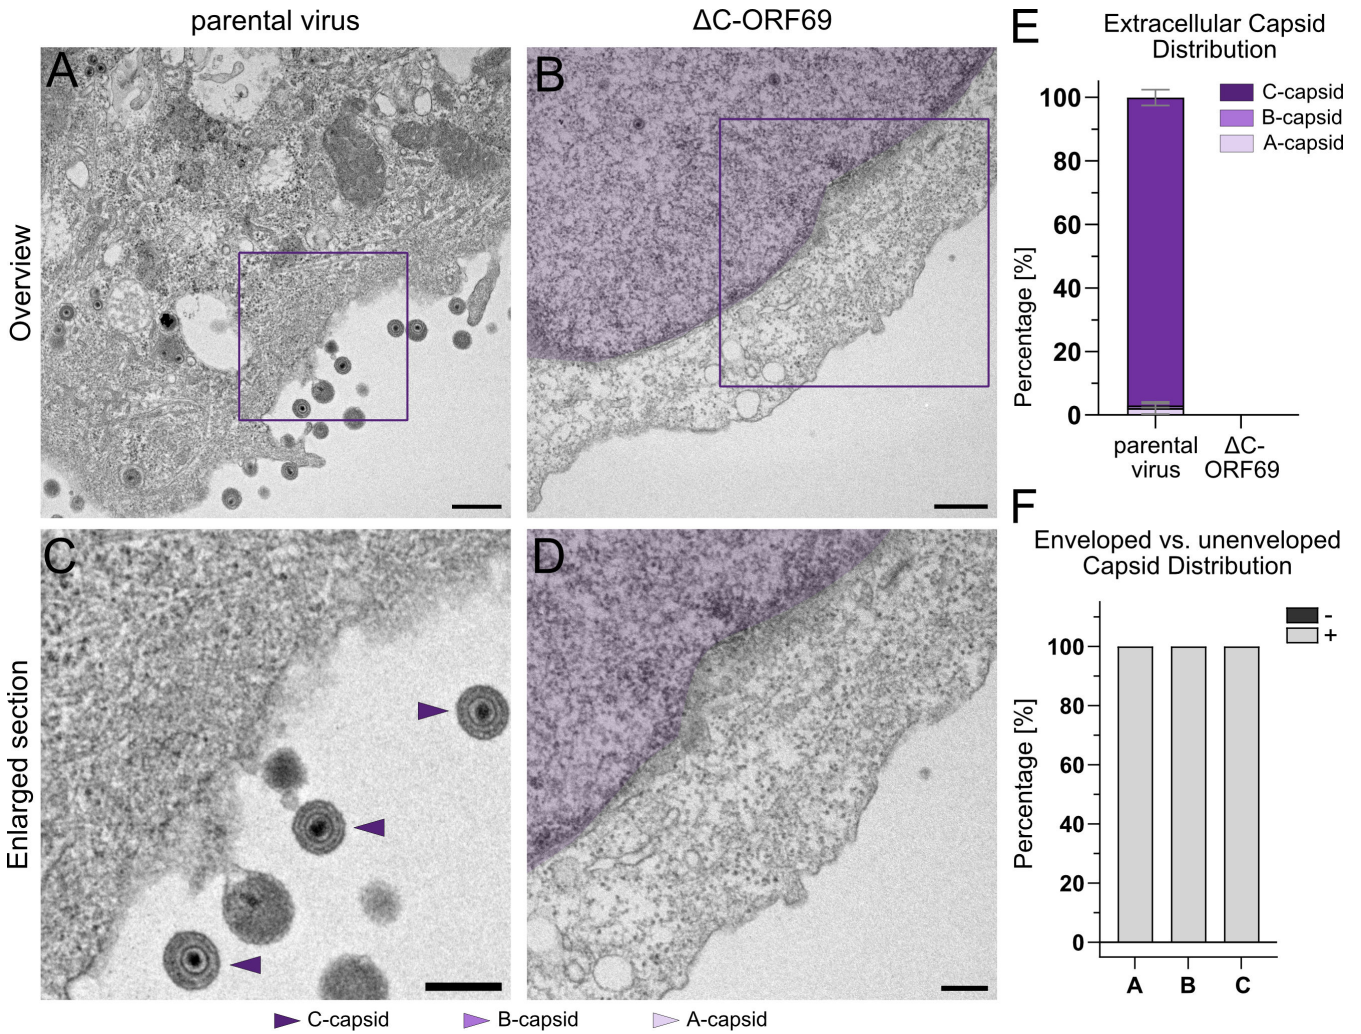 parental virus
ΔC-ORF69
A
B
Overview
C
D
Enlarged section
C-capsid
B-capsid
A-capsid
E
Extracellular Capsid
Distribution
C-capsid
B-capsid
A-capsid
Percentage [%]
100
80
60
40
20
0
parental
virus
ΔC-
ORF69
F
Enveloped vs. unenveloped
Capsid Distribution
-
+
Percentage [%]
100
80
60
40
20
0
A
B
C